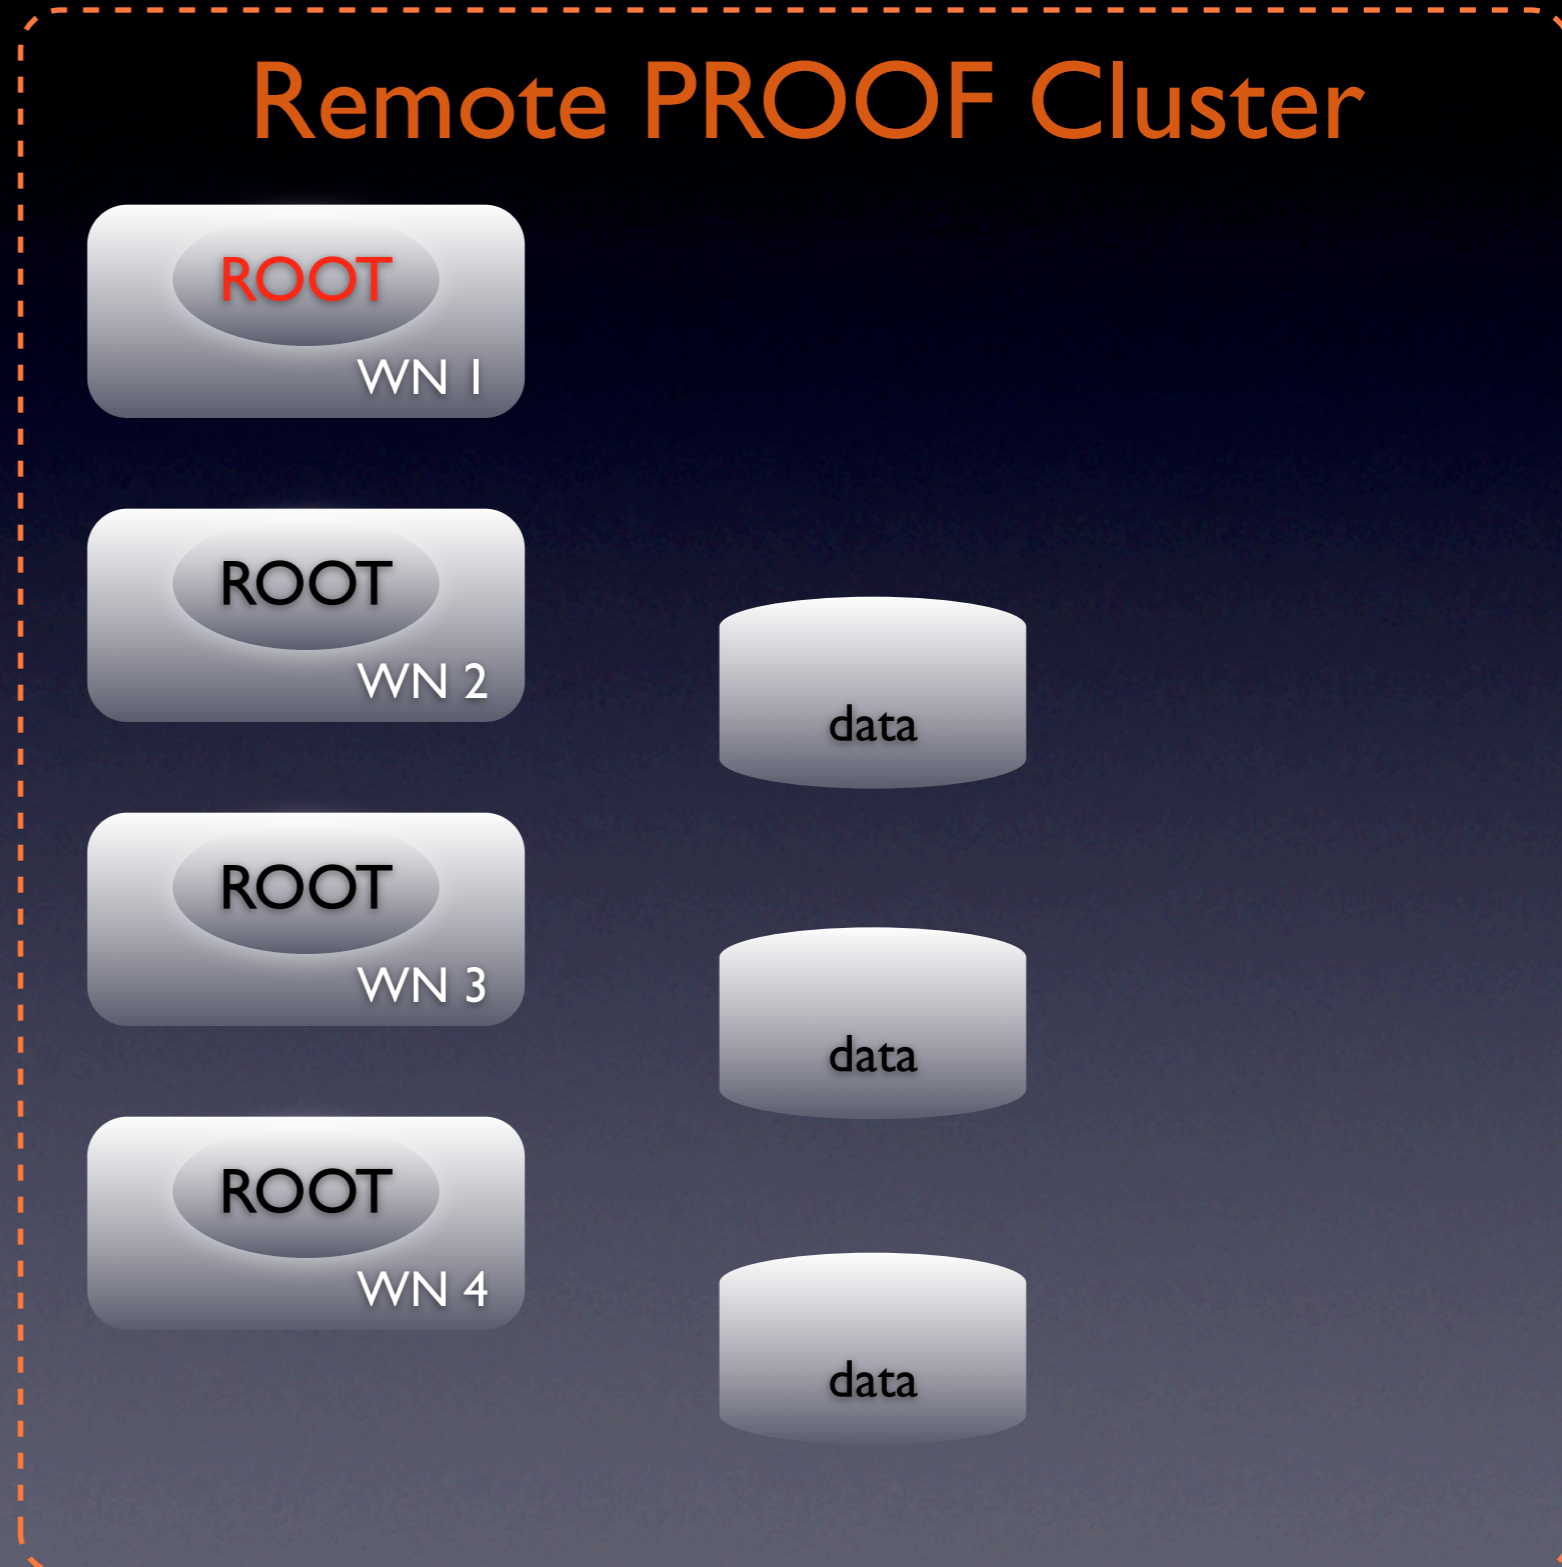 Remote PROOF Cluster
ROOT
WN 1
ROOT
WN 2
data
ROOT
WN 3
data
ROOT
WN 4
data